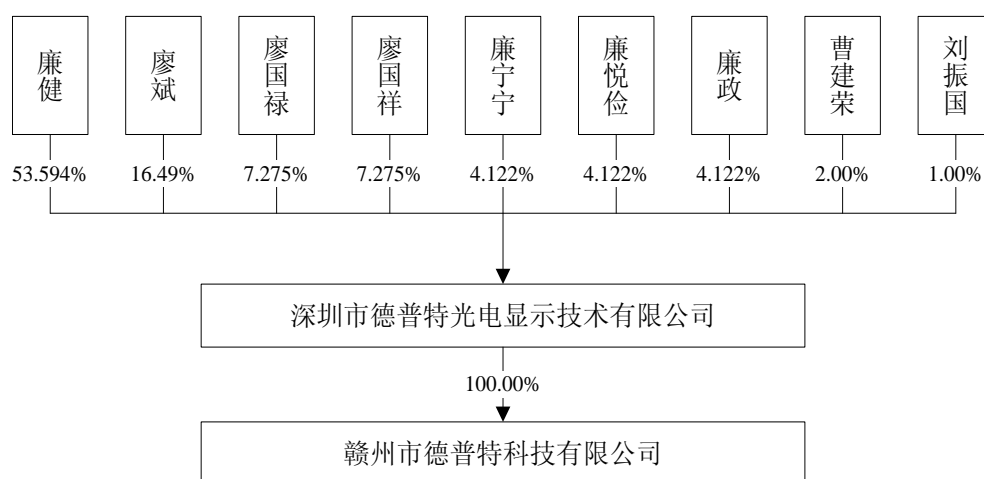 廉健
廖斌
廖国禄
廖国祥
廉宁宁
廉悦俭
廉政
曹建荣
刘振国
53.594%
16.49%
7.275%
7.275%
4.122%
4.122%
4.122%
2.00%
1.00%
深圳市德普特光电显示技术有限公司
100.00%
赣州市德普特科技有限公司